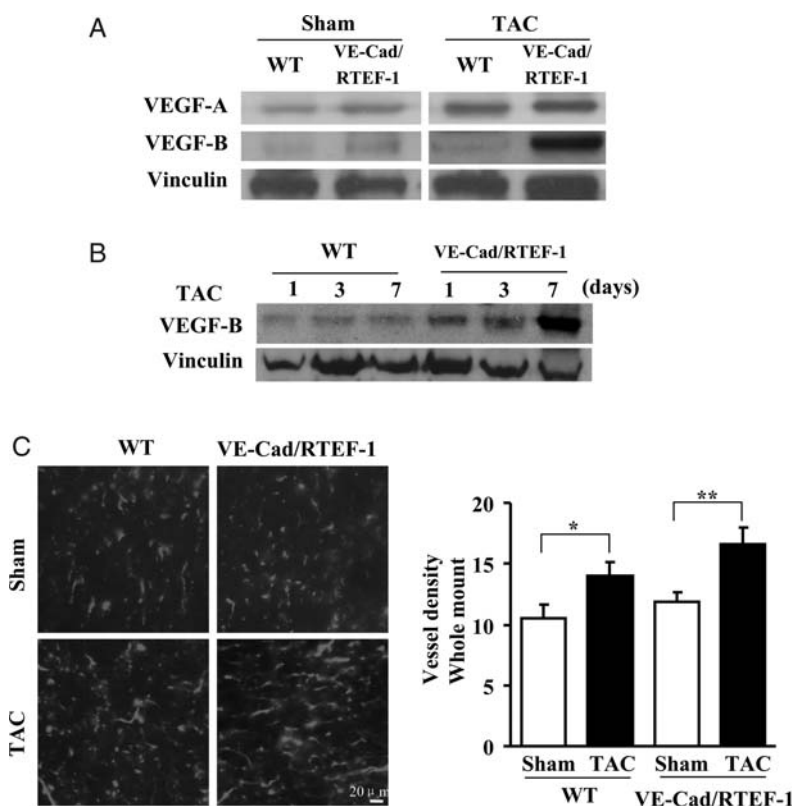 A
Sham TAC
WT VE-Cad/ WT VE-Cad/
RTEF-1 RTEF-1
VEGF-A
VEGF-B
Vinculin
B
WT VE-Cad/RTEF-1
TAC 1 3 7 1 3 7 (days)
VEGF-B
Vinculin
C
WT VE-Cad/RTEF-1
Sham
TAC
20 μm
Vessel density
Whole mount
20
15
10
5
0
* **
Sham TAC Sham TAC
WT VE-Cad/RTEF-1